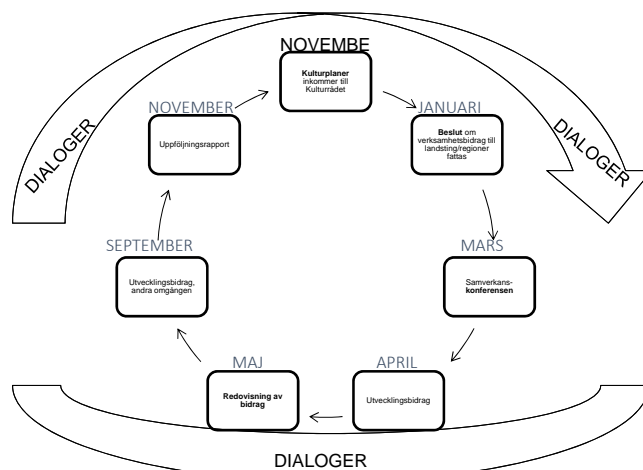 NOVEMBE
Kulturplaner
inkommer till
Kulturrådet
JANUARI
Beslut om
verksamhetsbidrag till
landsting/regioner
fattas
MARS
Samverkans-
konferensen
APRIL
Utvecklingsbidrag
MAJ
Redovisning av
bidrag
SEPTEMBER
Utvecklingsbidrag,
andra omgången
NOVEMBER
Uppföljningsrapport
DIALOGER
DIALOGER
DIALOGER